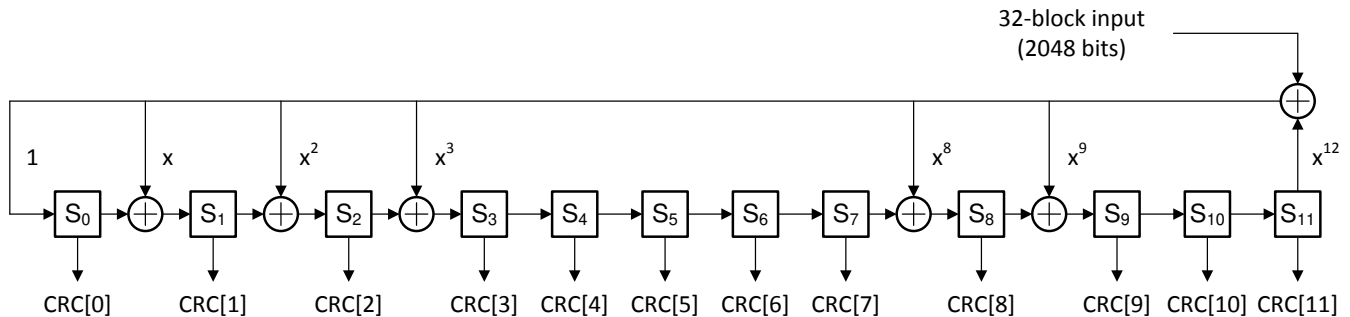 32-block input
(2048 bits)
1 x x² x³ x⁸ x⁹ x¹²
S₀ S₁ S₂ S₃ S₄ S₅ S₆ S₇ S₈ S₉ S₁₀ S₁₁
CRC[0] CRC[1] CRC[2] CRC[3] CRC[4] CRC[5] CRC[6] CRC[7] CRC[8] CRC[9] CRC[10] CRC[11]